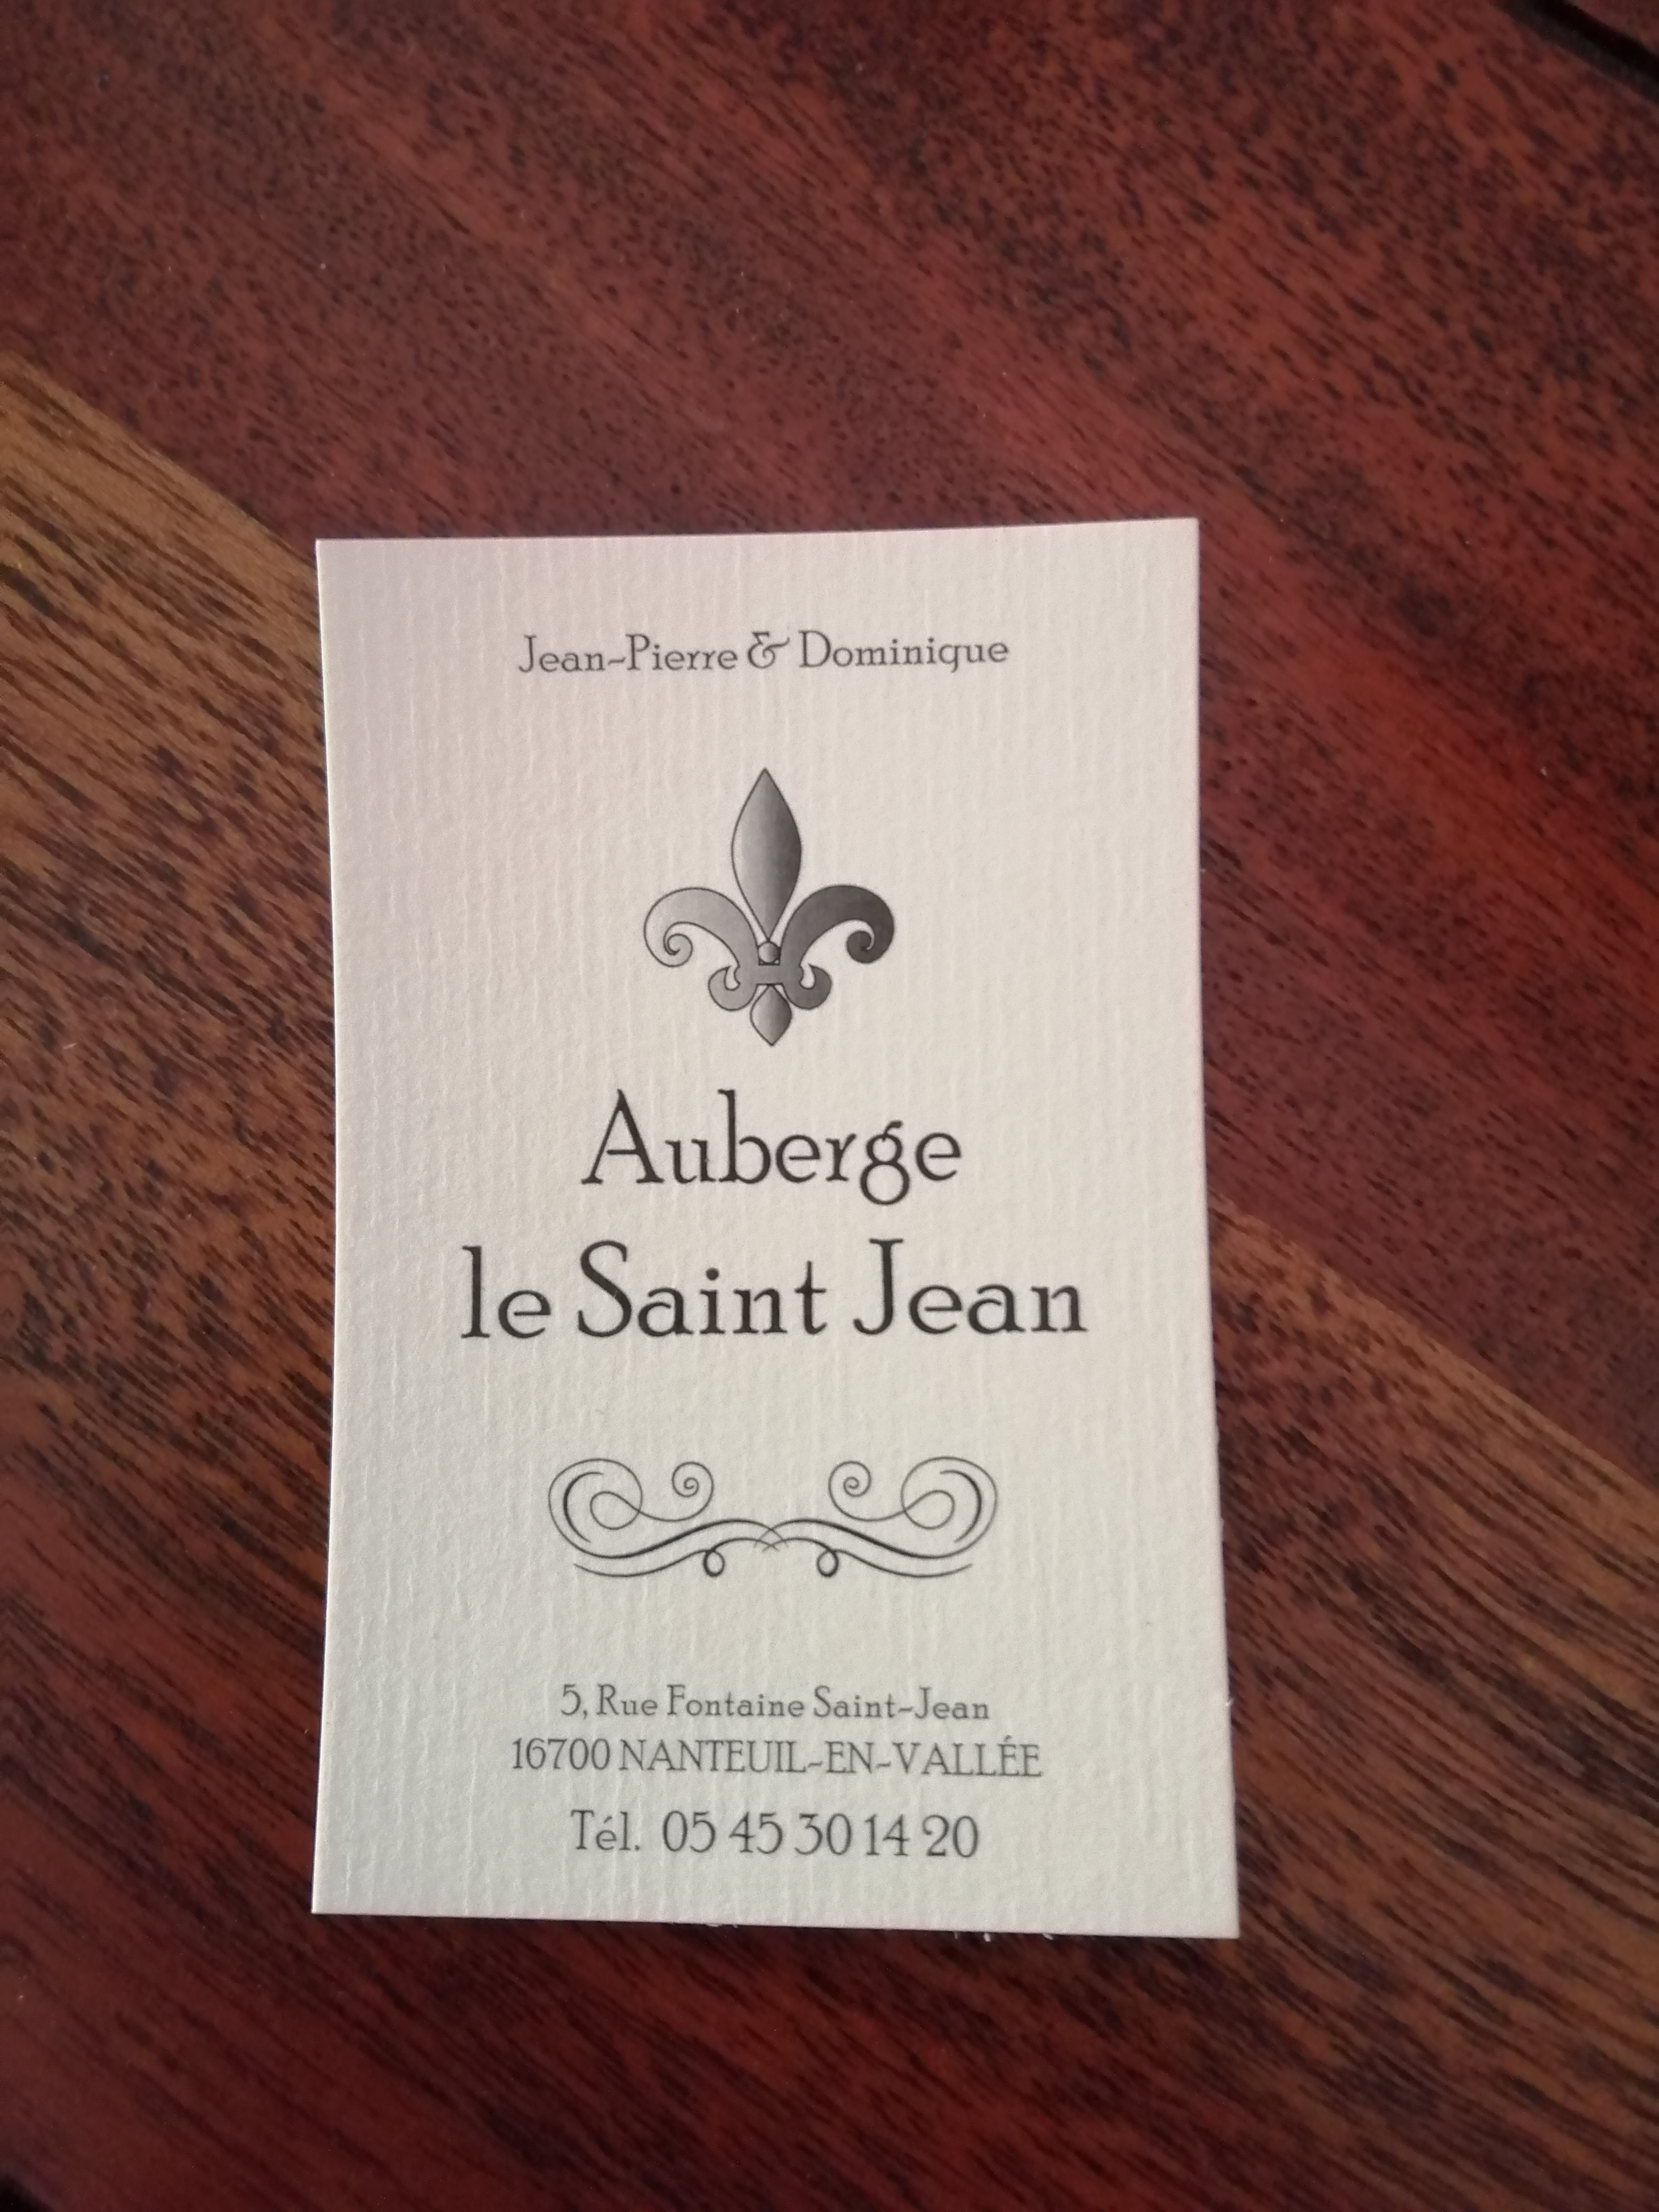 Jean-Pierre & Dominique
Auberge
le Saint Jean
5, Rue Fontaine Saint-Jean
16700 NANTEUIL-EN-VALLÉE
Tél. 05 45 30 14 20